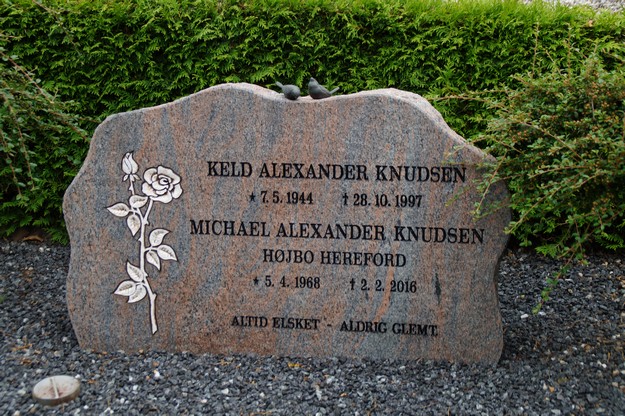 KELD ALEXANDER KNUDSEN
* 7. 5. 1944 † 28. 10. 1997
MICHAEL ALEXANDER KNUDSEN
HØJBO HEREFORD
* 5. 4. 1968 † 2. 2. 2016
ALTID ELSKET - ALDRIG GLEMT.